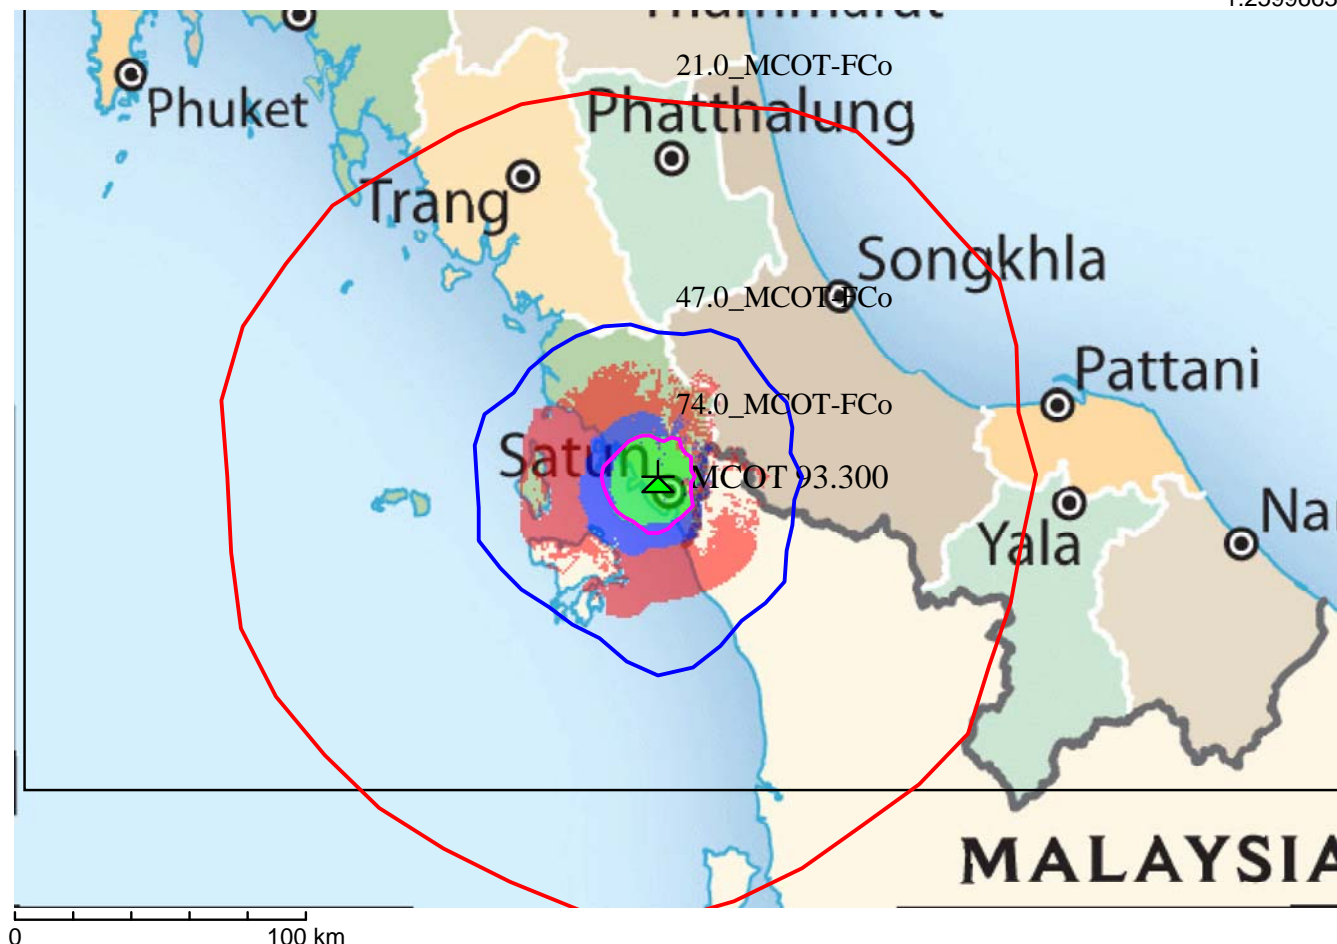 Phuket
21.0_MCOT-FCo
Phatthalung
Trang
Songkhla
47.0_MCOT-FCo
Pattani
74.0_MCOT-FCo
Satun
MCOT 93.300
Yala
Na
MALAYSIA
0
100 km